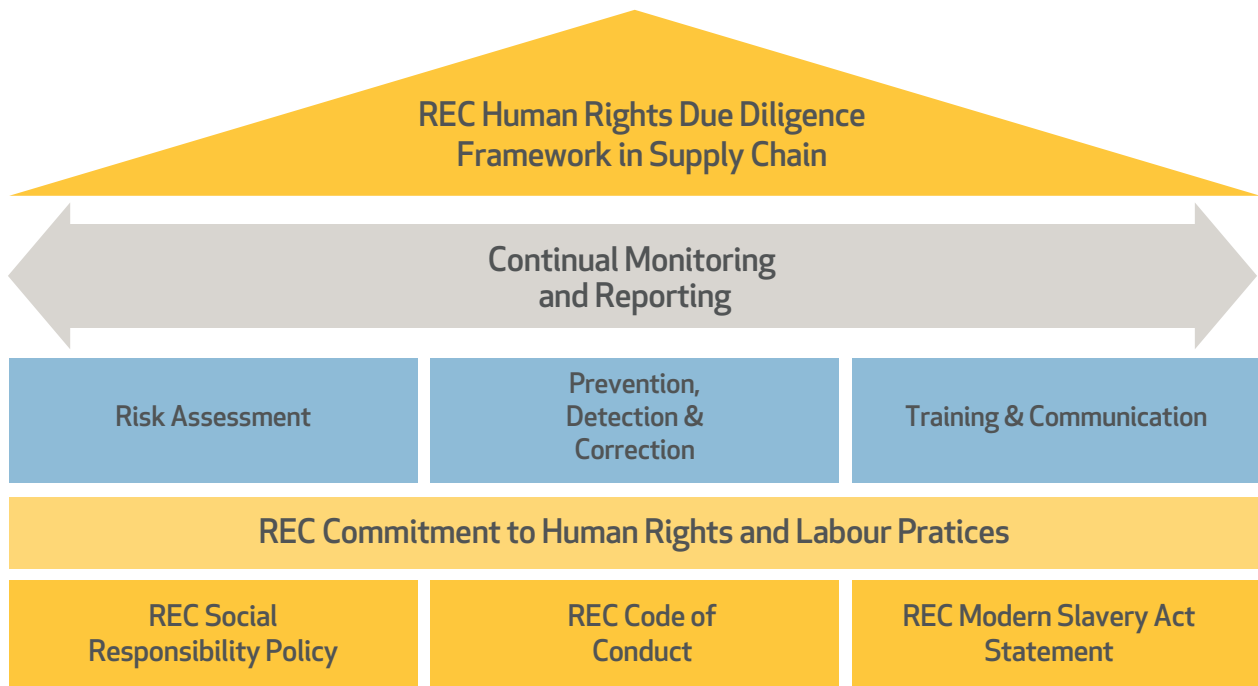 REC Human Rights Due Diligence
Framework in Supply Chain
Continual Monitoring
and Reporting
Risk Assessment
Prevention,
Detection &
Correction
Training & Communication
REC Commitment to Human Rights and Labour Pratices
REC Social
Responsibility Policy
REC Code of
Conduct
REC Modern Slavery Act
Statement